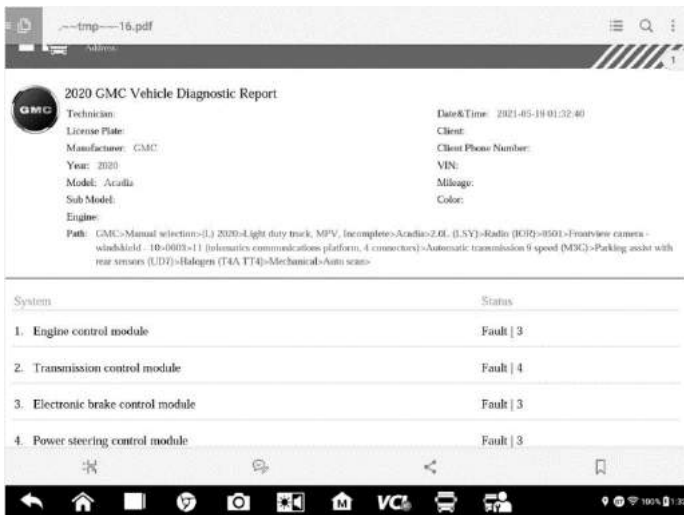 .~~tmp~~~16.pdf
Address:
1
GMC
2020 GMC Vehicle Diagnostic Report
Technician:
Date&Time: 2021-05-19 01:32:40
License Plate:
Client:
Manufacturer: GMC
Client Phone Number:
Year: 2020
VIN:
Model: Acadia
Mileage:
Sub Model:
Color:
Engine:
Path: GMC>Manual selection>(L) 2020>Light duty truck, MPV, Incomplete>Acadia>2.0L (LSY)>Radio (IOR)>0501>Frontview camera -
windshield - 10>0003>11 (telematics communications platform, 4 connectors)>Automatic transmission 9 speed (M3G)>Parking assist with
rear sensors (UD7)>Halogen (T4A TT4)>Mechanical>Auto scan>
System Status
1. Engine control module Fault | 3
2. Transmission control module Fault | 4
3. Electronic brake control module Fault | 3
4. Power steering control module Fault | 3
M VCI 100%